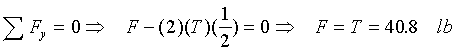 ∑ F_y = 0 ⇒ F − (2)(T)(1/2) = 0 ⇒ F = T = 40.8 lb